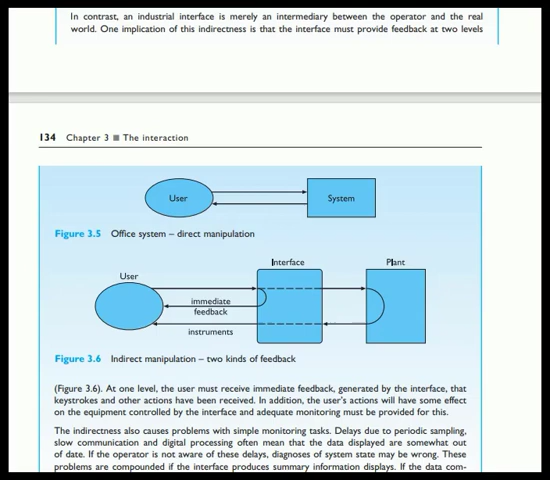 In contrast, an industrial interface is merely an intermediary between the operator and the real
world. One implication of this indirectness is that the interface must provide feedback at two levels
134 Chapter 3 ■ The interaction
User
System
Figure 3.5 Office system – direct manipulation
Interface
Plant
User
immediate
feedback
instruments
Figure 3.6 Indirect manipulation – two kinds of feedback
(Figure 3.6). At one level, the user must receive immediate feedback, generated by the interface, that
keystrokes and other actions have been received. In addition, the user's actions will have some effect
on the equipment controlled by the interface and adequate monitoring must be provided for this.
The indirectness also causes problems with simple monitoring tasks. Delays due to periodic sampling,
slow communication and digital processing often mean that the data displayed are somewhat out
of date. If the operator is not aware of these delays, diagnoses of system state may be wrong. These
problems are compounded if the interface produces summary information displays. If the data com-